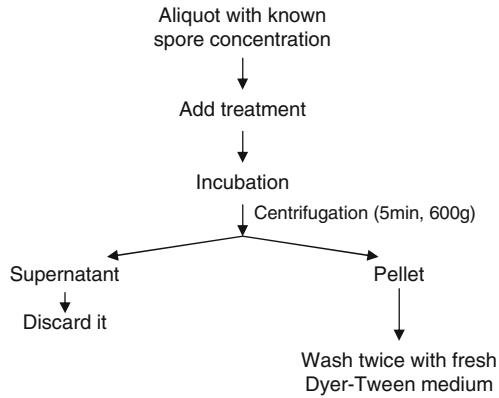 Aliquot with known
spore concentration
Add treatment
Incubation
Centrifugation (5min, 600g)
Supernatant
Pellet
Discard it
Wash twice with fresh
Dyer-Tween medium